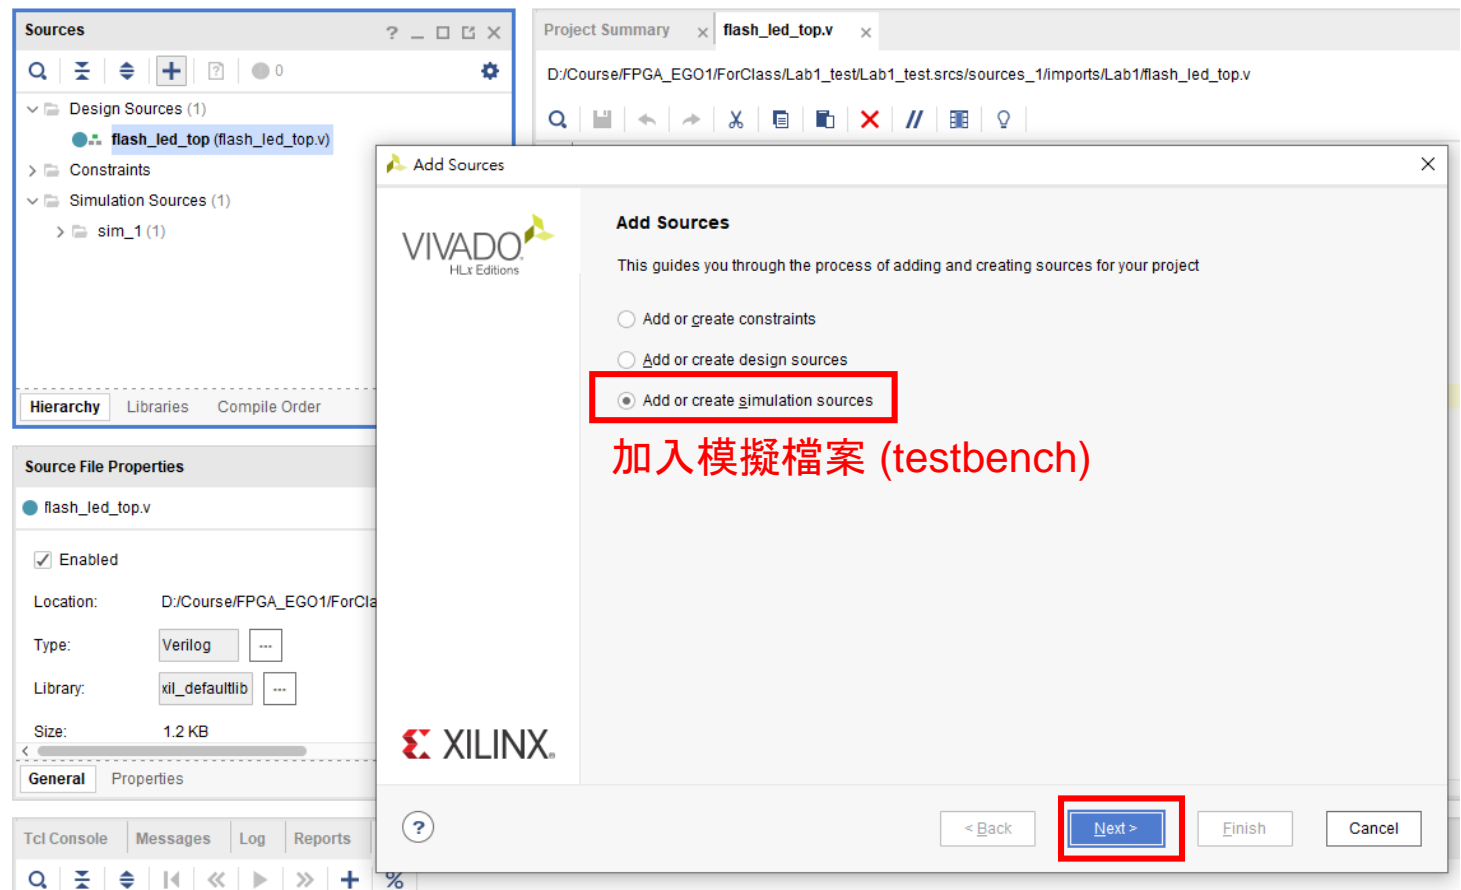 Sources
? _
0
Design Sources (1)
flash_led_top (flash_led_top.v)
Constraints
Simulation Sources (1)
sim_1 (1)
Hierarchy Libraries Compile Order
Source File Properties
flash_led_top.v
Enabled
Location: D:/Course/FPGA_EGO1/ForCla
Type: Verilog ...
Library: xil_defaultlib ...
Size: 1.2 KB
General Properties
Tcl Console Messages Log Reports
Project Summary flash_led_top.v
D:/Course/FPGA_EGO1/ForClass/Lab1_test/Lab1_test.srcs/sources_1/imports/Lab1/flash_led_top.v
Add Sources
VIVADO.
HLx Editions
Add Sources
This guides you through the process of adding and creating sources for your project
Add or create constraints
Add or create design sources
Add or create simulation sources
加入模擬檔案 (testbench)
XILINX.
?
< Back Next > Finish Cancel